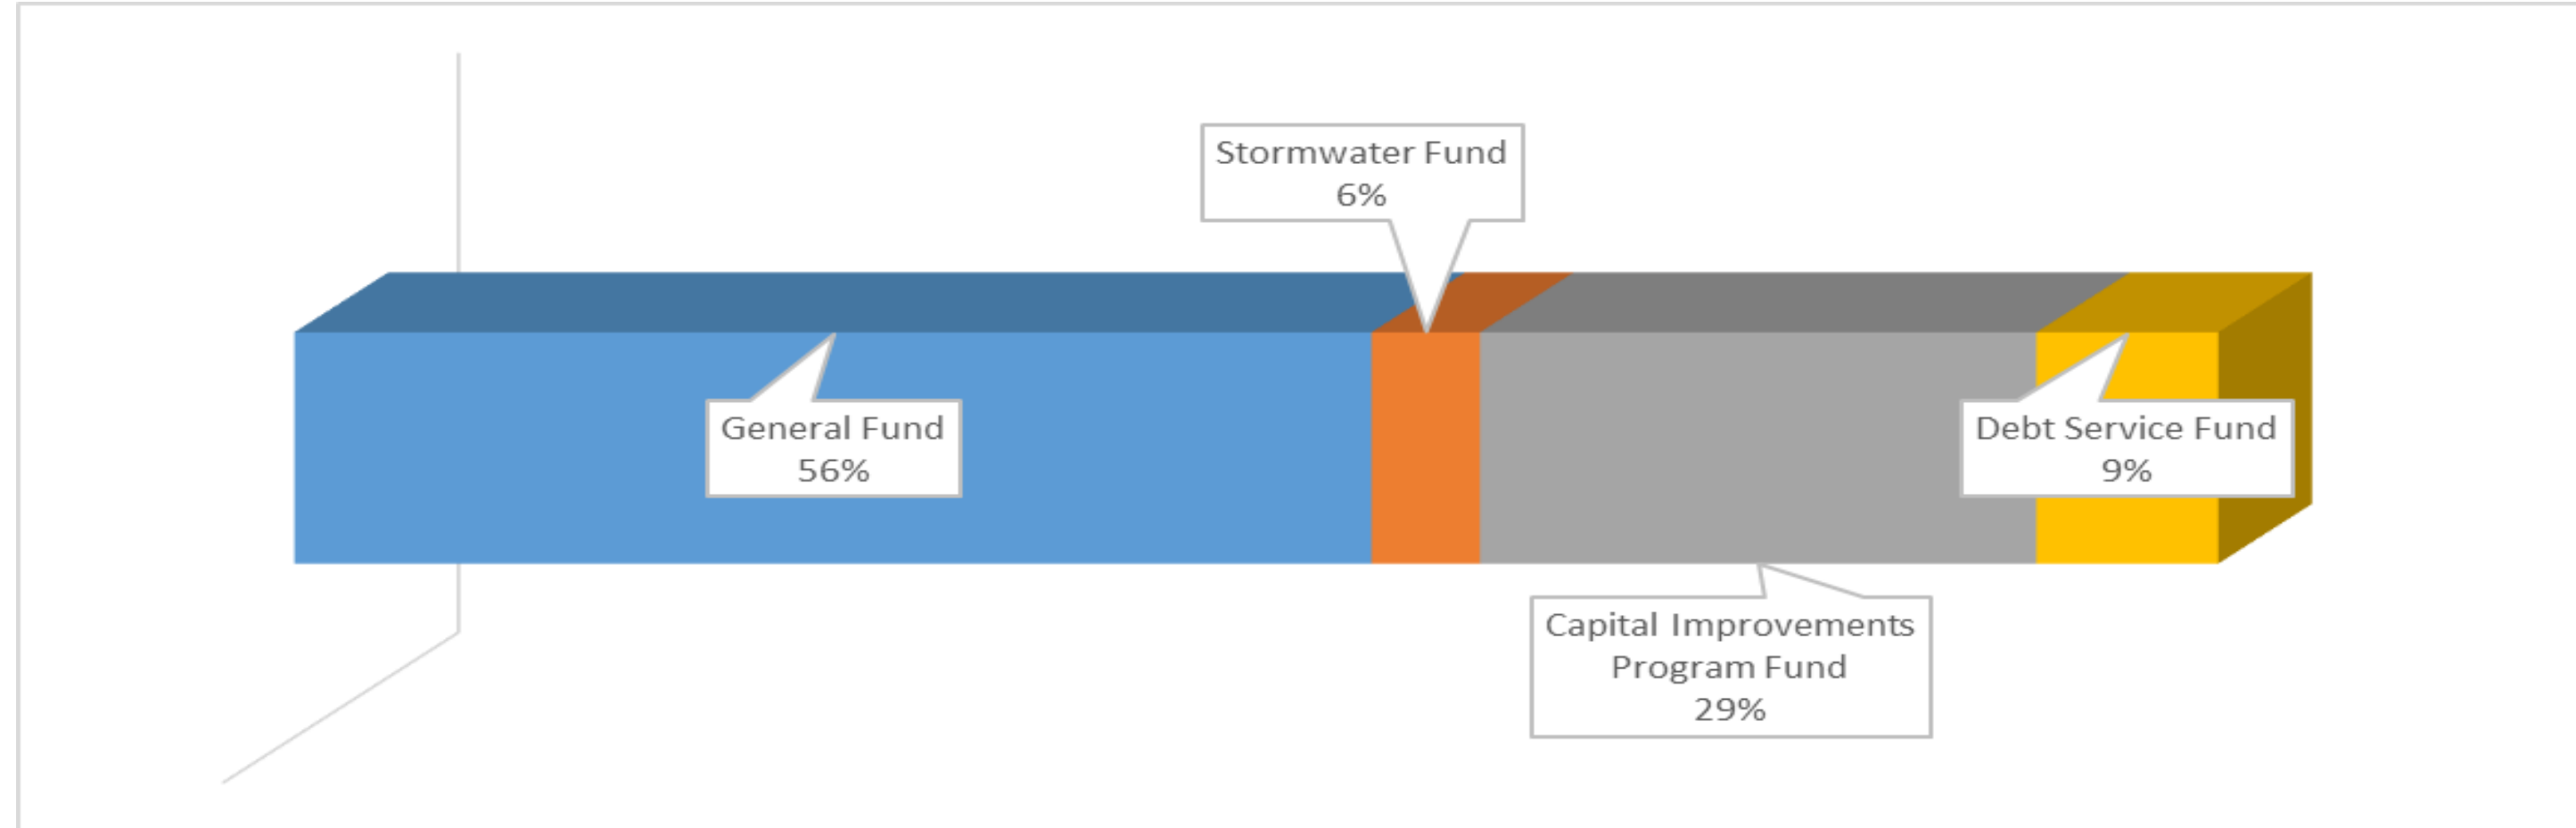 Stormwater Fund
6%
General Fund
56%
Debt Service Fund
9%
Capital Improvements
Program Fund
29%